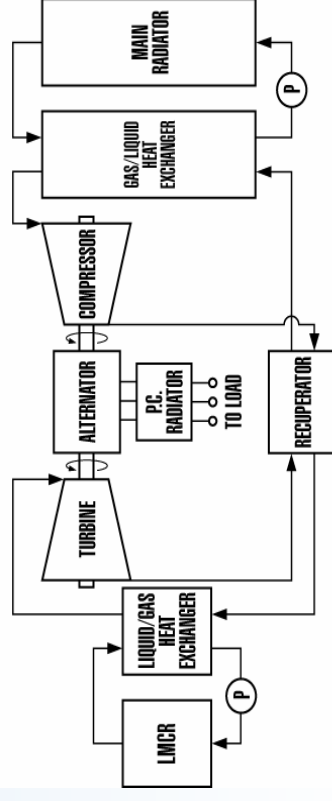 LMCR
P
LIQUID/GAS
HEAT
EXCHANGER
TURBINE
ALTERNATOR
P.C.
RADIATOR
TO LOAD
RECUPERATOR
COMPRESSOR
GAS/LIQUID
HEAT
EXCHANGER
P
MAIN
RADIATOR